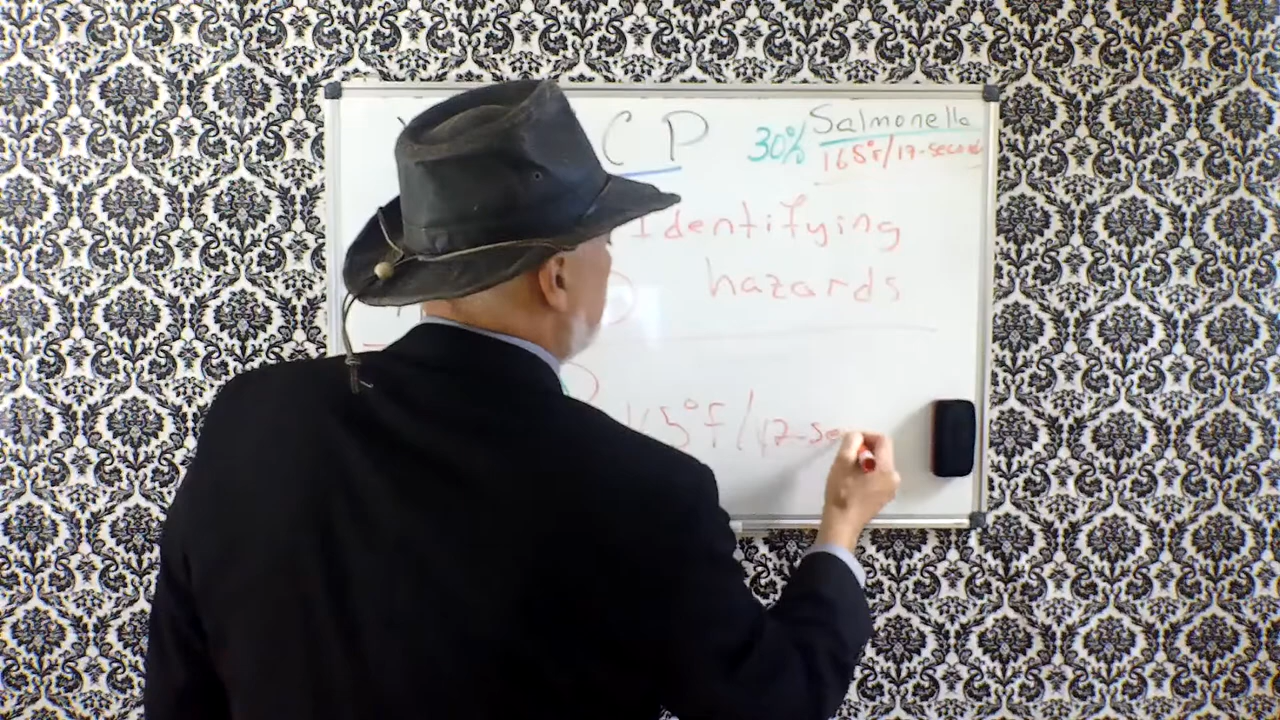 C P
30% Salmonella
165°F/17-second
Identifying
hazards
165°F/17-se